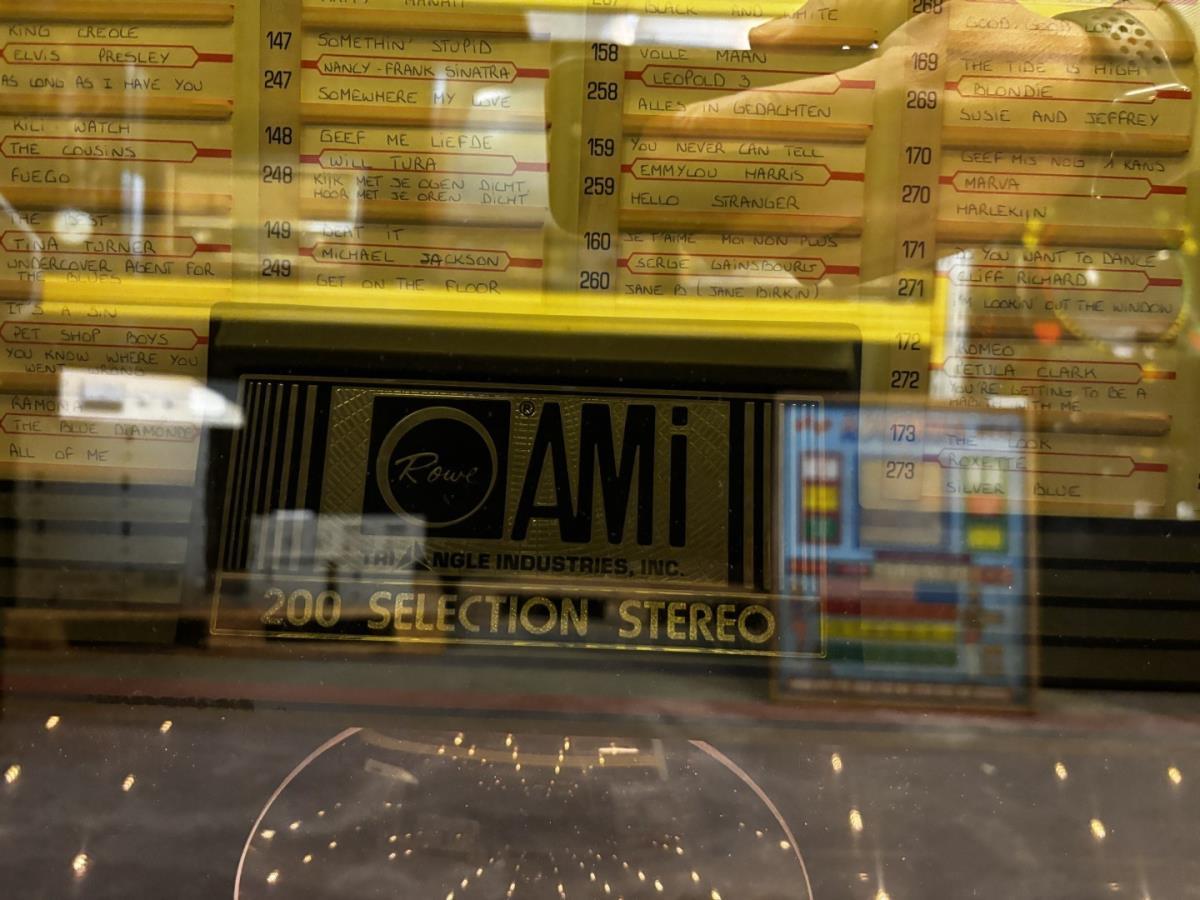 KING CREOLE
ELVIS PRESLEY
AS LONG AS I HAVE YOU
KILI WATCH
THE COUSINS
FUEGO
THE BEST
TINA TURNER
UNDERCOVER AGENT FOR
THE BLUES
IT'S A SIN
PET SHOP BOYS
YOU KNOW WHERE YOU
WENT WRONG
RAMONA
THE BLUE DIAMONDS
ALL OF ME
147
SOMETHIN' STUPID
NANCY-FRANK SINATRA
247
SOMEWHERE MY LOVE
148
GEEF ME LIEFDE
WILL TURA
248
KIJK MET JE OGEN DICHT
HOOR MET JE OREN DICHT
149
BEAT IT
MICHAEL JACKSON
249
GET ON THE FLOOR
BLACK AND WHITE
158
VOLLE MAAN
LEOPOLD 3
258
ALLES IN GEDACHTEN
159
YOU NEVER CAN TELL
EMMYLOU HARRIS
259
HELLO STRANGER
160
JE T'AIME MOI NON PLUS
SERGE GAINSBOURG
260
JANE B (JANE BIRKIN)
268
169
THE TIDE IS HIGH
BLONDIE
269
SUSIE AND JEFFREY
170
GEEF MIJ NOG 1 KANS
MARVA
270
HARLEKIJN
171
DO YOU WANT TO DANCE
CLIFF RICHARD
271
I'M LOOKIN OUT THE WINDOW
172
ROMEO
PETULA CLARK
272
YOU'RE GETTING TO BE A
HABIT WITH ME
173
THE LOOK
ROXETTE
273
SILVER BLUE
Rowe
®AMi
TRIANGLE INDUSTRIES, INC.
200 SELECTION STEREO